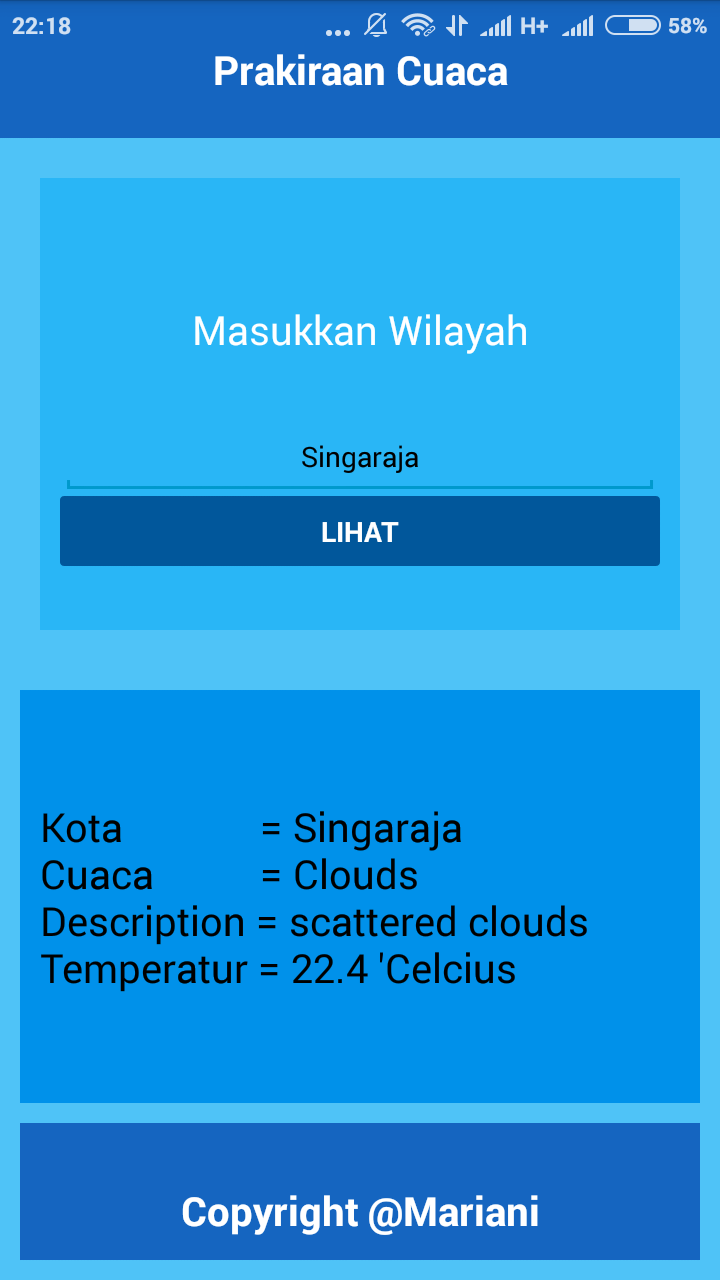 22:18 ... H+ 58%
Prakiraan Cuaca
Masukkan Wilayah
Singaraja
LIHAT
Kota = Singaraja
Cuaca = Clouds
Description = scattered clouds
Temperatur = 22.4 'Celcius
Copyright @Mariani